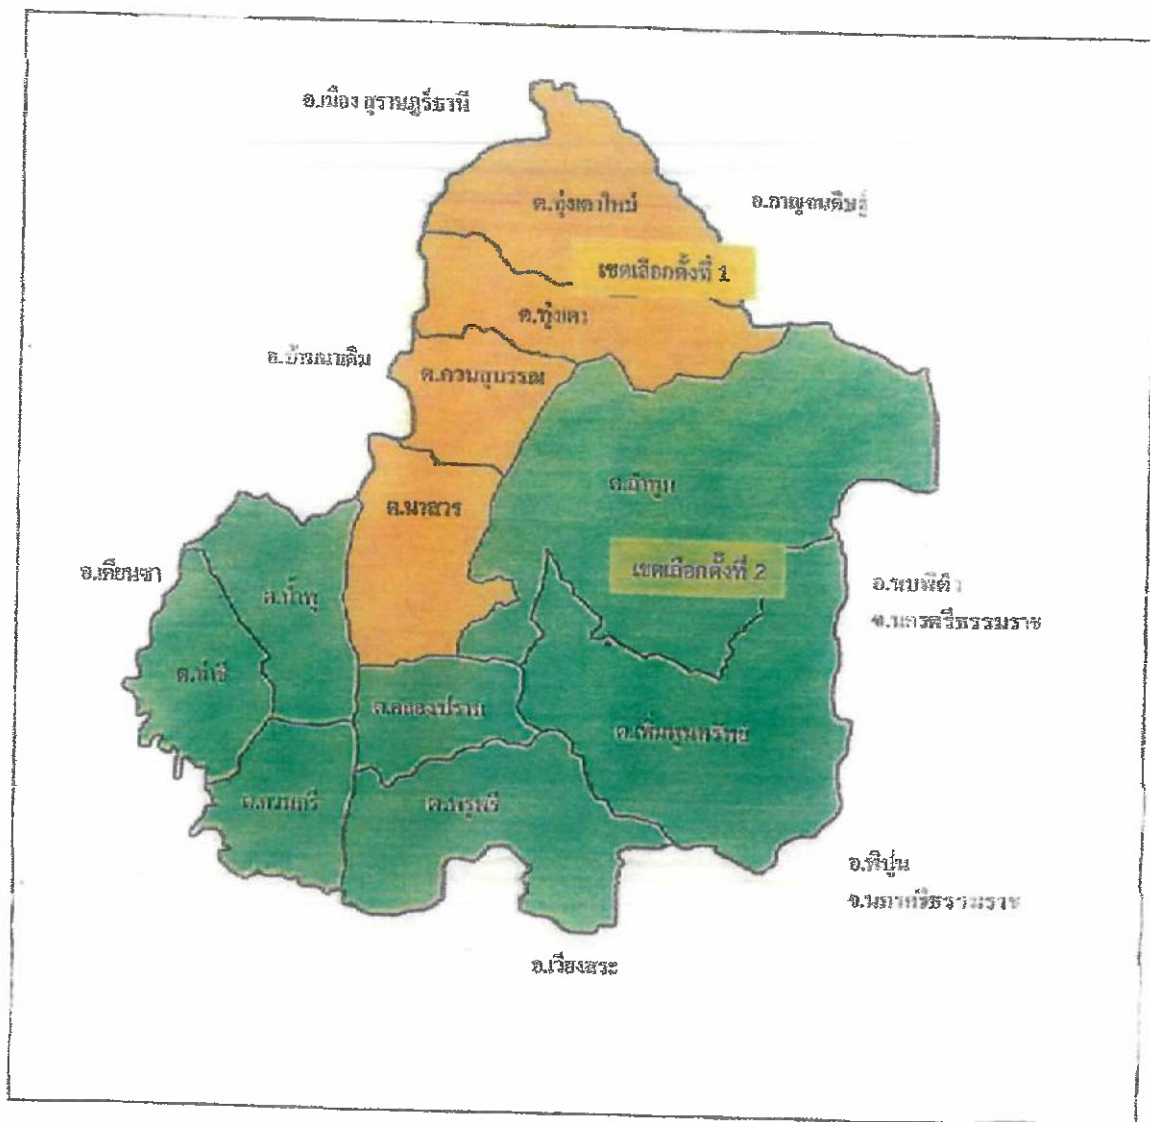 อ.เมือง สุราษฎร์ธานี
ต.ทุ่งเตาใหม่
อ.กาญจนดิษฐ์
เขตเลือกตั้งที่ 1
ต.ทุ่งเตา
อ.บ้านนาเดิม
ต.ควนสุบรรณ
ต.ลำพูน
ต.นาสาร
เขตเลือกตั้งที่ 2
อ.เคียนซา
อ.นบพิตำ
ต.น้ำพุ
จ.นครศรีธรรมราช
ต.ท่าชี
ต.คลองปราบ
ต.เพิ่มพูนทรัพย์
ต.ควนศรี
ต.พรุพรี
อ.พิปูน
จ.นครศรีธรรมราช
อ.เวียงสระ